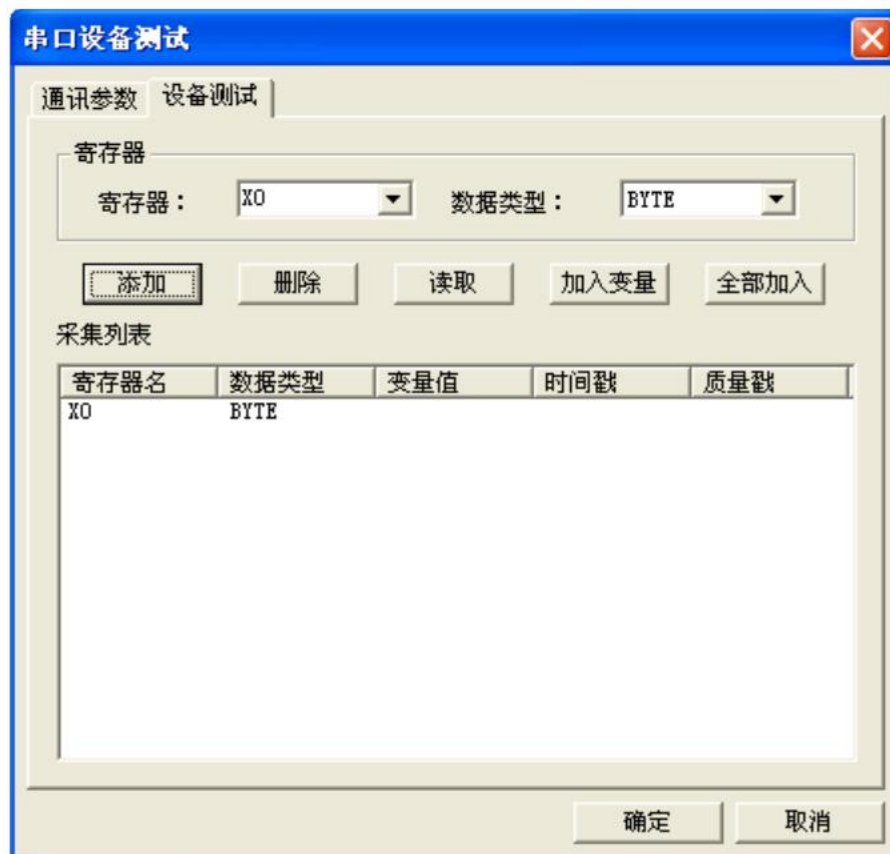 串口设备测试
通讯参数 设备测试
寄存器
寄存器： XO 数据类型： BYTE
添加 删除 读取 加入变量 全部加入
采集列表
寄存器名 数据类型 变量值 时间戳 质量戳
XO BYTE
确定 取消